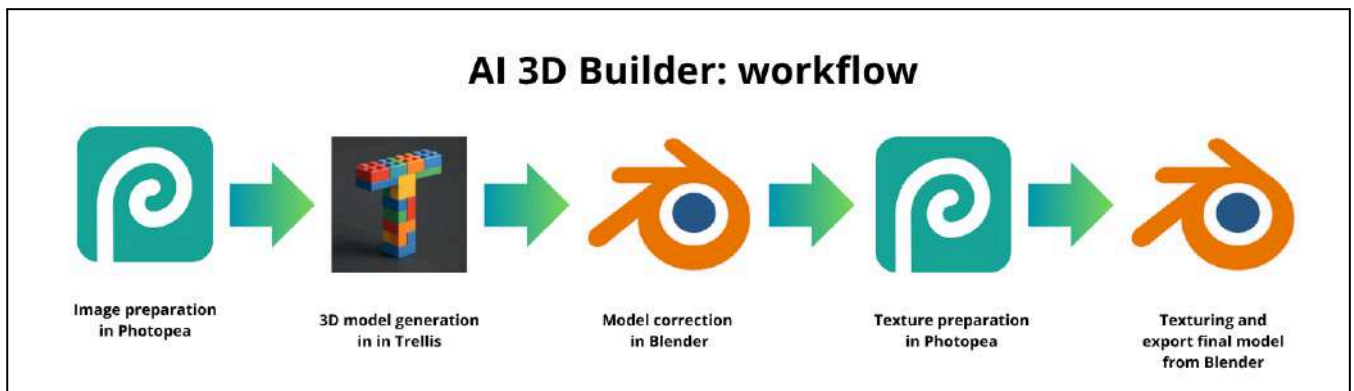 AI 3D Builder: workflow
Image preparation
in Photopea
3D model generation
in in Trellis
Model correction
in Blender
Texture preparation
in Photopea
Texturing and
export final model
from Blender